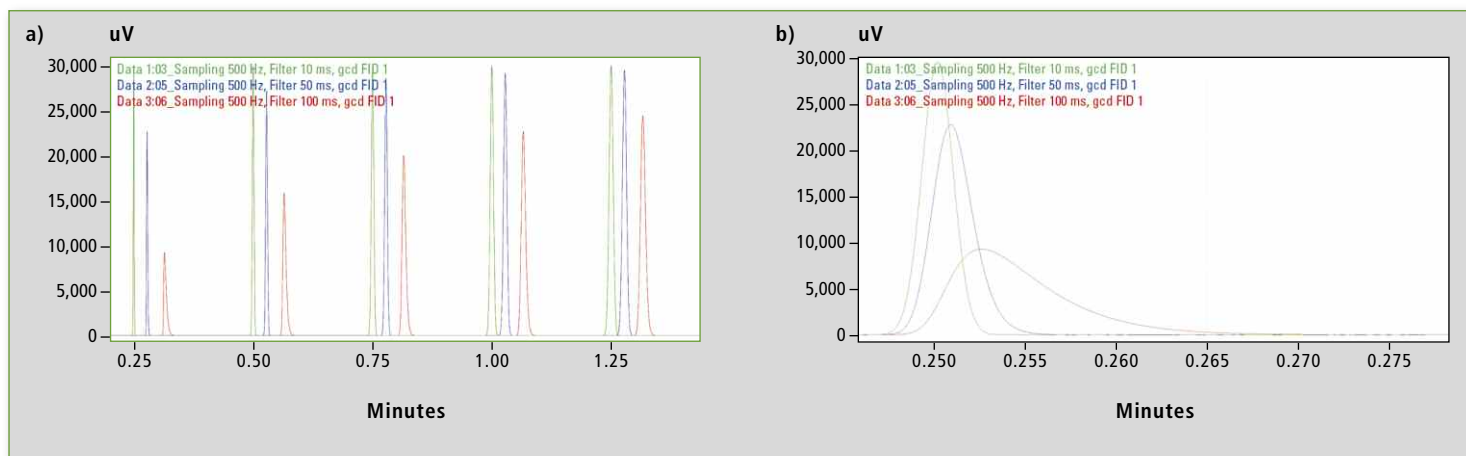 a)
uV
30,000
25,000
20,000
15,000
10,000
5,000
0
Data 1:03_Sampling 500 Hz, Filter 10 ms, gcd FID 1
Data 2:05_Sampling 500 Hz, Filter 50 ms, gcd FID 1
Data 3:06_Sampling 500 Hz, Filter 100 ms, gcd FID 1
0.25 0.50 0.75 1.00 1.25
Minutes
b)
uV
30,000
25,000
20,000
15,000
10,000
5,000
0
Data 1:03_Sampling 500 Hz, Filter 10 ms, gcd FID 1
Data 2:05_Sampling 500 Hz, Filter 50 ms, gcd FID 1
Data 3:06_Sampling 500 Hz, Filter 100 ms, gcd FID 1
0.250 0.255 0.260 0.265 0.270 0.275
Minutes